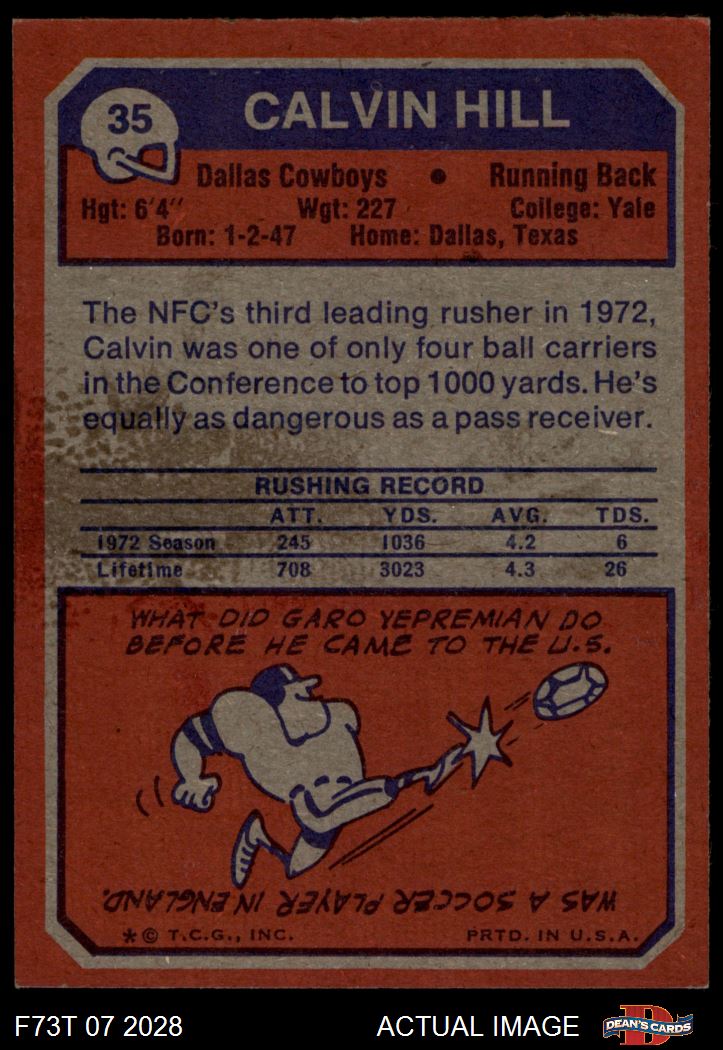 35
CALVIN HILL
Dallas Cowboys • Running Back
Hgt: 6'4" Wgt: 227 College: Yale
Born: 1-2-47 Home: Dallas, Texas
The NFC's third leading rusher in 1972,
Calvin was one of only four ball carriers
in the Conference to top 1000 yards. He's
equally as dangerous as a pass receiver.
RUSHING RECORD
ATT. YDS. AVG. TDS.
1972 Season 245 1036 4.2 6
Lifetime 708 3023 4.3 26
WHAT DID GARO YEPREMIAN DO
BEFORE HE CAME TO THE U.S.
WAS A SOCCER PLAYER IN ENGLAND.
* © T.C.G., INC. PRTD. IN U.S.A.
F73T 07 2028 ACTUAL IMAGE
D
DEAN'S CARDS